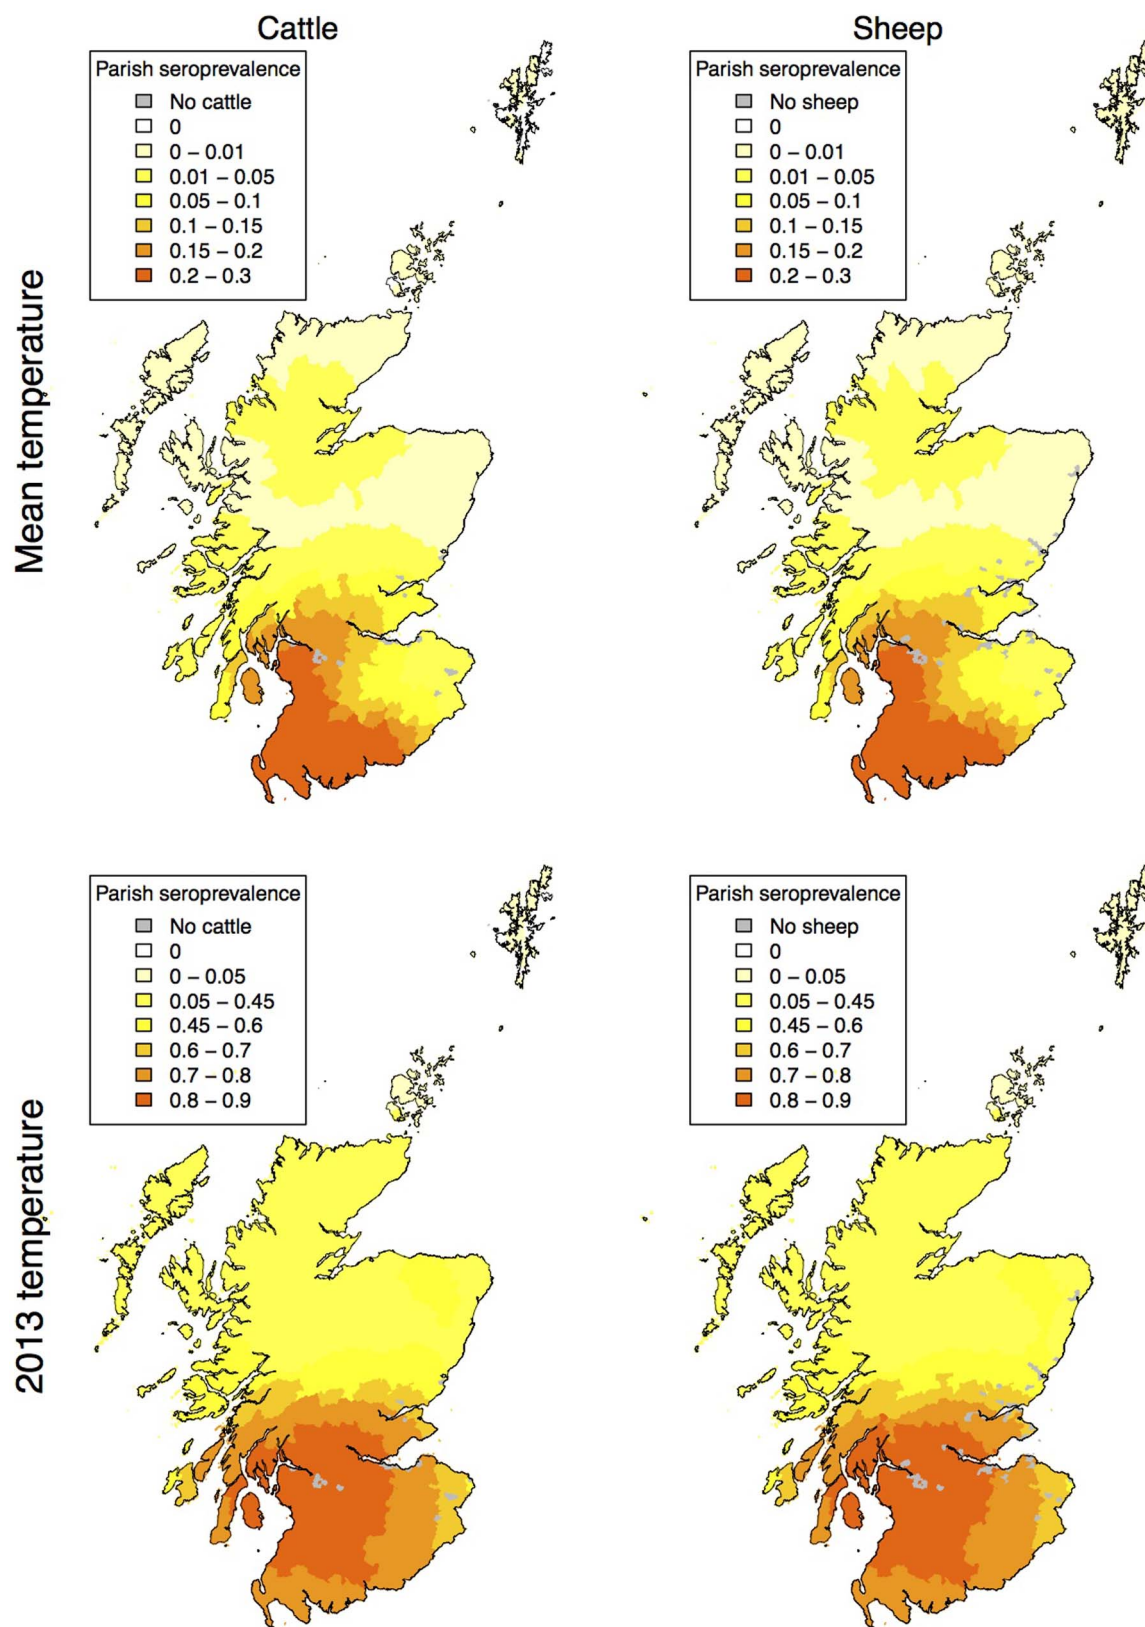 Cattle
Sheep
Mean temperature
Parish seroprevalence
No cattle
0
0 – 0.01
0.01 – 0.05
0.05 – 0.1
0.1 – 0.15
0.15 – 0.2
0.2 – 0.3
Parish seroprevalence
No sheep
0
0 – 0.01
0.01 – 0.05
0.05 – 0.1
0.1 – 0.15
0.15 – 0.2
0.2 – 0.3
2013 temperature
Parish seroprevalence
No cattle
0
0 – 0.05
0.05 – 0.45
0.45 – 0.6
0.6 – 0.7
0.7 – 0.8
0.8 – 0.9
Parish seroprevalence
No sheep
0
0 – 0.05
0.05 – 0.45
0.45 – 0.6
0.6 – 0.7
0.7 – 0.8
0.8 – 0.9